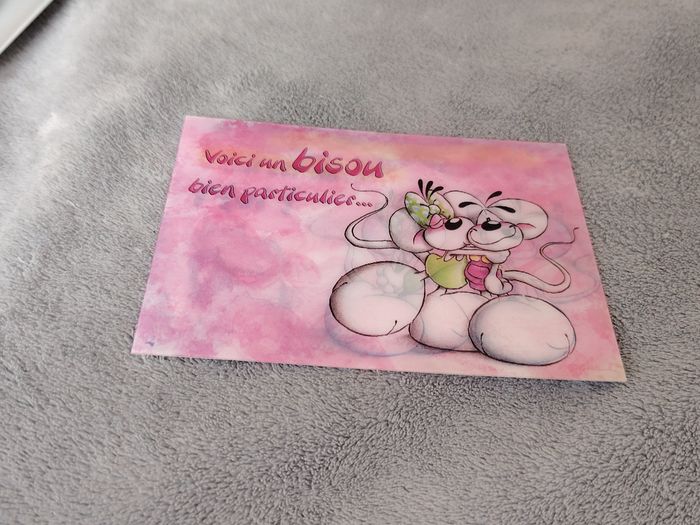 Voici un bisou
bien particulier...